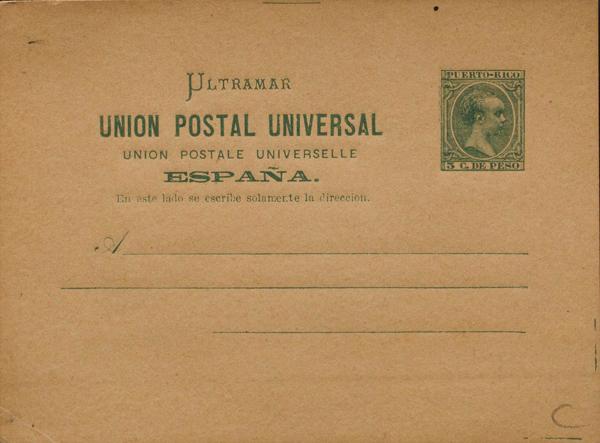 ULTRAMAR
UNION POSTAL UNIVERSAL
UNION POSTALE UNIVERSELLE
ESPAÑA.
En este lado se escribe solamente la direccion.
A
PUERTO-RICO
5 C. DE PESO
C